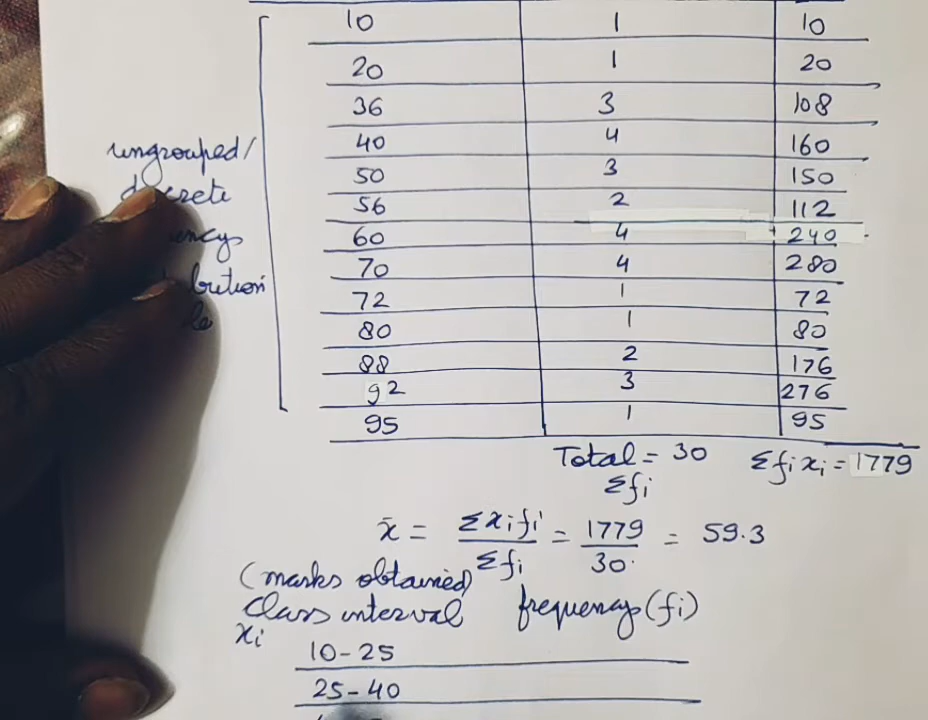 10 1 10
20 1 20
36 3 108
40 4 160
50 3 150
56 2 112
60 4 240
70 4 280
72 1 72
80 1 80
88 2 176
92 3 276
95 1 95
ungrouped/
Total = 30 Σfixi = 1779
Σfi
x̄ = Σxifi / Σfi = 1779 / 30 = 59.3
(marks obtained)
Class interval frequency (fi)
xi
10-25
25-40